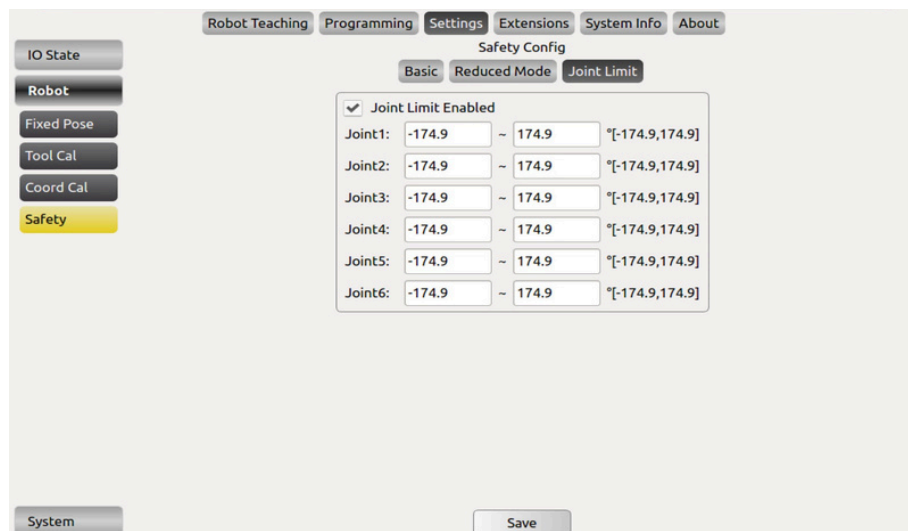 Robot Teaching Programming Settings Extensions System Info About
IO State
Robot
Fixed Pose
Tool Cal
Coord Cal
Safety
System
Safety Config
Basic Reduced Mode Joint Limit
Joint Limit Enabled
Joint1: -174.9 ~ 174.9 °[-174.9,174.9]
Joint2: -174.9 ~ 174.9 °[-174.9,174.9]
Joint3: -174.9 ~ 174.9 °[-174.9,174.9]
Joint4: -174.9 ~ 174.9 °[-174.9,174.9]
Joint5: -174.9 ~ 174.9 °[-174.9,174.9]
Joint6: -174.9 ~ 174.9 °[-174.9,174.9]
Save